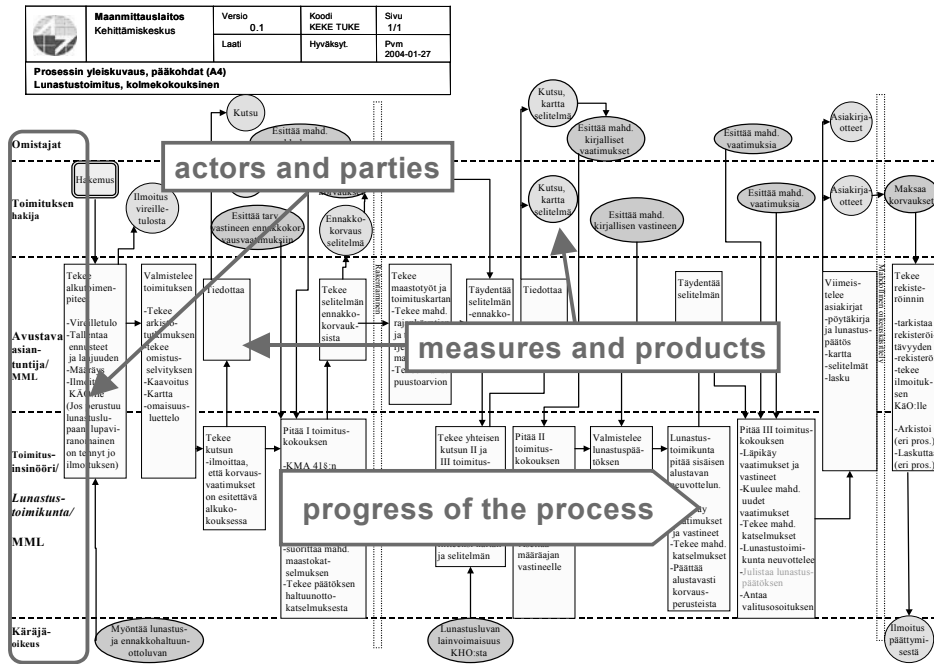 Maanmittauslaitos
Kehittämiskeskus
Versio
0.1
Koodi
KEKE TUKE
Sivu
1/1
Laati
Hyväksyt.
Pvm
2004-01-27
Prosessin yleiskuvaus, pääkohdat (A4)
Lunastustoimitus, kolmekokouksinen
Omistajat
Toimituksen
hakija
Avustava
asian-
tuntija/
MML
Toimitus-
insinööri/
Lunastus-
toimikunta/
MML
Käräjä-
oikeus
actors and parties
measures and products
progress of the process
Kutsu
Esittää mahd.
Kutsu,
kartta
selitelmä
Esittää mahd.
kirjalliset
vaatimukset
Esittää mahd.
vaatimuksia
Asiakirja-
otteet
Hakemus
Ilmoitus
vireille-
tulosta
Esittää tarv.
vastineen ennakkokor-
vausvaatimuksiin
Ennakko-
korvaus
selitelmä
Kutsu,
kartta
selitelmä
Esittää mahd.
kirjallisen vastineen
Esittää mahd.
vaatimuksia
Asiakirja-
otteet
Maksaa
korvaukset
Tekee
alkutoimen-
piteet
-Vireilletulo
-Tallentaa
ennusteet
ja laajuuden
-Määräys
-Ilmoitus
KÄO:lle
(Jos perustuu
lunastuslu-
paan, lupavi-
ranomainen
on tehnyt jo
ilmoituksen)
Valmistelee
toimituksen
-Tekee
arkisto-
tutkimuksen
-tekee
omistus-
selvityksen
-Kaavoitus
-Kartta
-omaisuus-
luettelo
Tiedottaa
Tekee
selitelmän
ennakko-
korvauk-
sista
Tekee
maastotyöt ja
toimituskartan
-Tekee mahd.
puustoarvion
Täydentää
selitelmän
-ennakko-
Tiedottaa
Täydentää
selitelmän
Viimeis-
telee
asiakirjat
-pöytäkirja
ja lunastus-
päätös
-kartta
-selitelmät
-lasku
Tekee
rekiste-
röinnin
-tarkistaa
rekisteröi
tävyyden
-rekisterö
-tekee
ilmoituk-
sen
KäO:lle
-Arkistoi
(eri pros.)
-Laskutta
(eri pros.)
Tekee
kutsun
-ilmoittaa,
että korvaus-
vaatimukset
on esitettävä
alkuko-
kouksessa
Pitää I toimitus-
kokouksen
-KMA 41§:n
-suorittaa mahd.
maastokat-
selmuksen
-Tekee päätöksen
haltuunotto-
katselmuksesta
Tekee yhteisen
kutsun II ja
III toimitus-
ja selitelmän
Pitää II
toimitus-
kokouksen
määräajan
vastineelle
Valmistelee
lunastuspää-
töksen
Lunastus-
toimikunta
pitää sisäisen
alustavan
neuvottelun.
vaatimukset
ja vastineet
-Tekee mahd.
katselmukset
-Päättää
alustavasti
korvaus-
perusteista
Pitää III toimitus-
kokouksen
-Läpikäy
vaatimukset ja
vastineet
-Kuulee mahd.
uudet
vaatimukset
-Tekee mahd.
katselmukset
-Lunastustoimi-
kunta neuvottelee
-Julistaa lunastus-
päätöksen
-Antaa
valitusosoituksen
Myöntää lunastus-
ja ennakkohaltuun-
ottoluvan
Lunastusluvan
lainvoimaisuus
KHO:sta
Ilmoitus
päättymi-
sestä